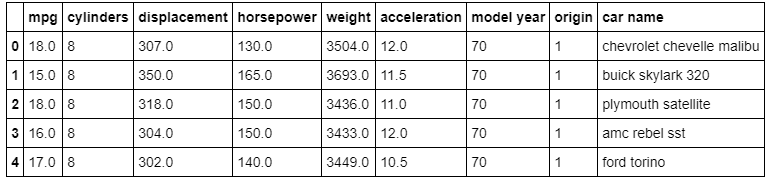 mpg cylinders displacement horsepower weight acceleration model year origin car name
0 18.0 8 307.0 130.0 3504.0 12.0 70 1 chevrolet chevelle malibu
1 15.0 8 350.0 165.0 3693.0 11.5 70 1 buick skylark 320
2 18.0 8 318.0 150.0 3436.0 11.0 70 1 plymouth satellite
3 16.0 8 304.0 150.0 3433.0 12.0 70 1 amc rebel sst
4 17.0 8 302.0 140.0 3449.0 10.5 70 1 ford torino